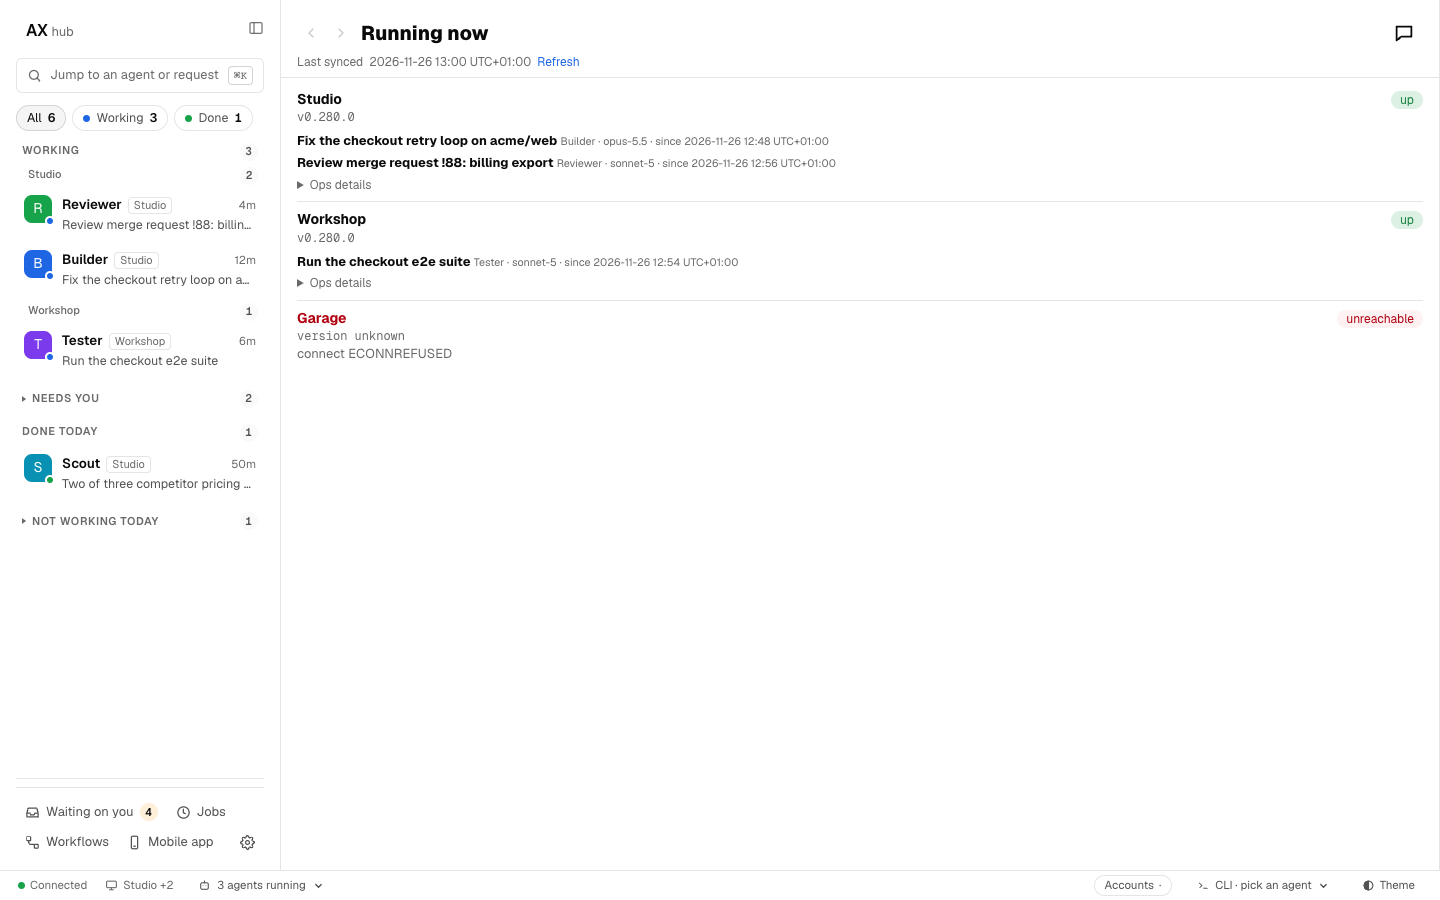 AX hub
Jump to an agent or request ⌘K
All 6
Working 3
Done 1
WORKING 3
Studio 2
R
Reviewer Studio 4m
Review merge request !88: billin…
B
Builder Studio 12m
Fix the checkout retry loop on a…
Workshop 1
T
Tester Workshop 6m
Run the checkout e2e suite
NEEDS YOU 2
DONE TODAY 1
S
Scout Studio 50m
Two of three competitor pricing …
NOT WORKING TODAY 1
Waiting on you 4
Jobs
Workflows
Mobile app
Running now
Last synced 2026-11-26 13:00 UTC+01:00 Refresh
Studio up
v0.280.0
Fix the checkout retry loop on acme/web Builder · opus-5.5 · since 2026-11-26 12:48 UTC+01:00
Review merge request !88: billing export Reviewer · sonnet-5 · since 2026-11-26 12:56 UTC+01:00
Ops details
Workshop up
v0.280.0
Run the checkout e2e suite Tester · sonnet-5 · since 2026-11-26 12:54 UTC+01:00
Ops details
Garage unreachable
version unknown
connect ECONNREFUSED
Connected
Studio +2
3 agents running
Accounts ·
CLI · pick an agent
Theme